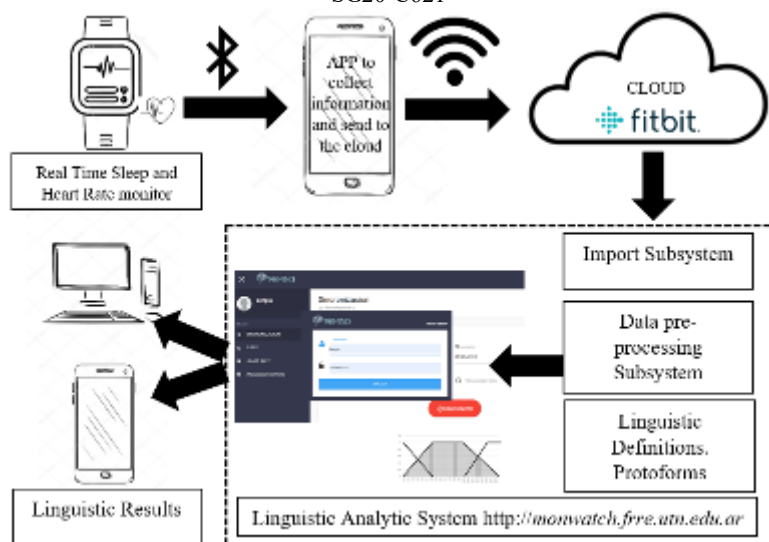 APP to
collect
information
and send to
the cloud
CLOUD
fitbit.
Real Time Sleep and
Heart Rate monitor
Import Subsystem
Data pre-
processing
Subsystem
Linguistic
Definitions.
Protoforms
Linguistic Results
Linguistic Analytic System http://monwatch.frre.utn.edu.ar